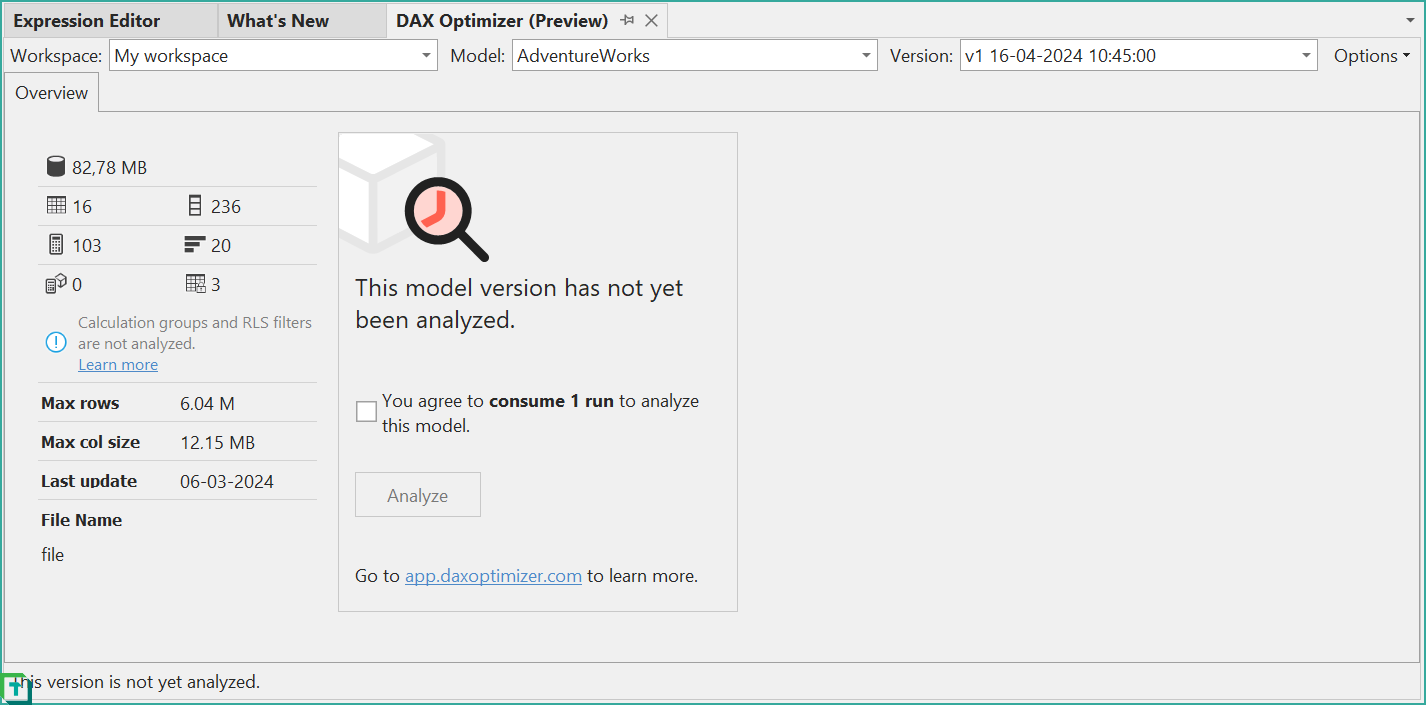 Expression Editor What's New DAX Optimizer (Preview)
Workspace: My workspace Model: AdventureWorks Version: v1 16-04-2024 10:45:00 Options
Overview
82,78 MB
16 236
103 20
0 3
Calculation groups and RLS filters
are not analyzed.
Learn more
Max rows 6.04 M
Max col size 12.15 MB
Last update 06-03-2024
File Name
file
This model version has not yet
been analyzed.
You agree to consume 1 run to analyze
this model.
Analyze
Go to app.daxoptimizer.com to learn more.
This version is not yet analyzed.